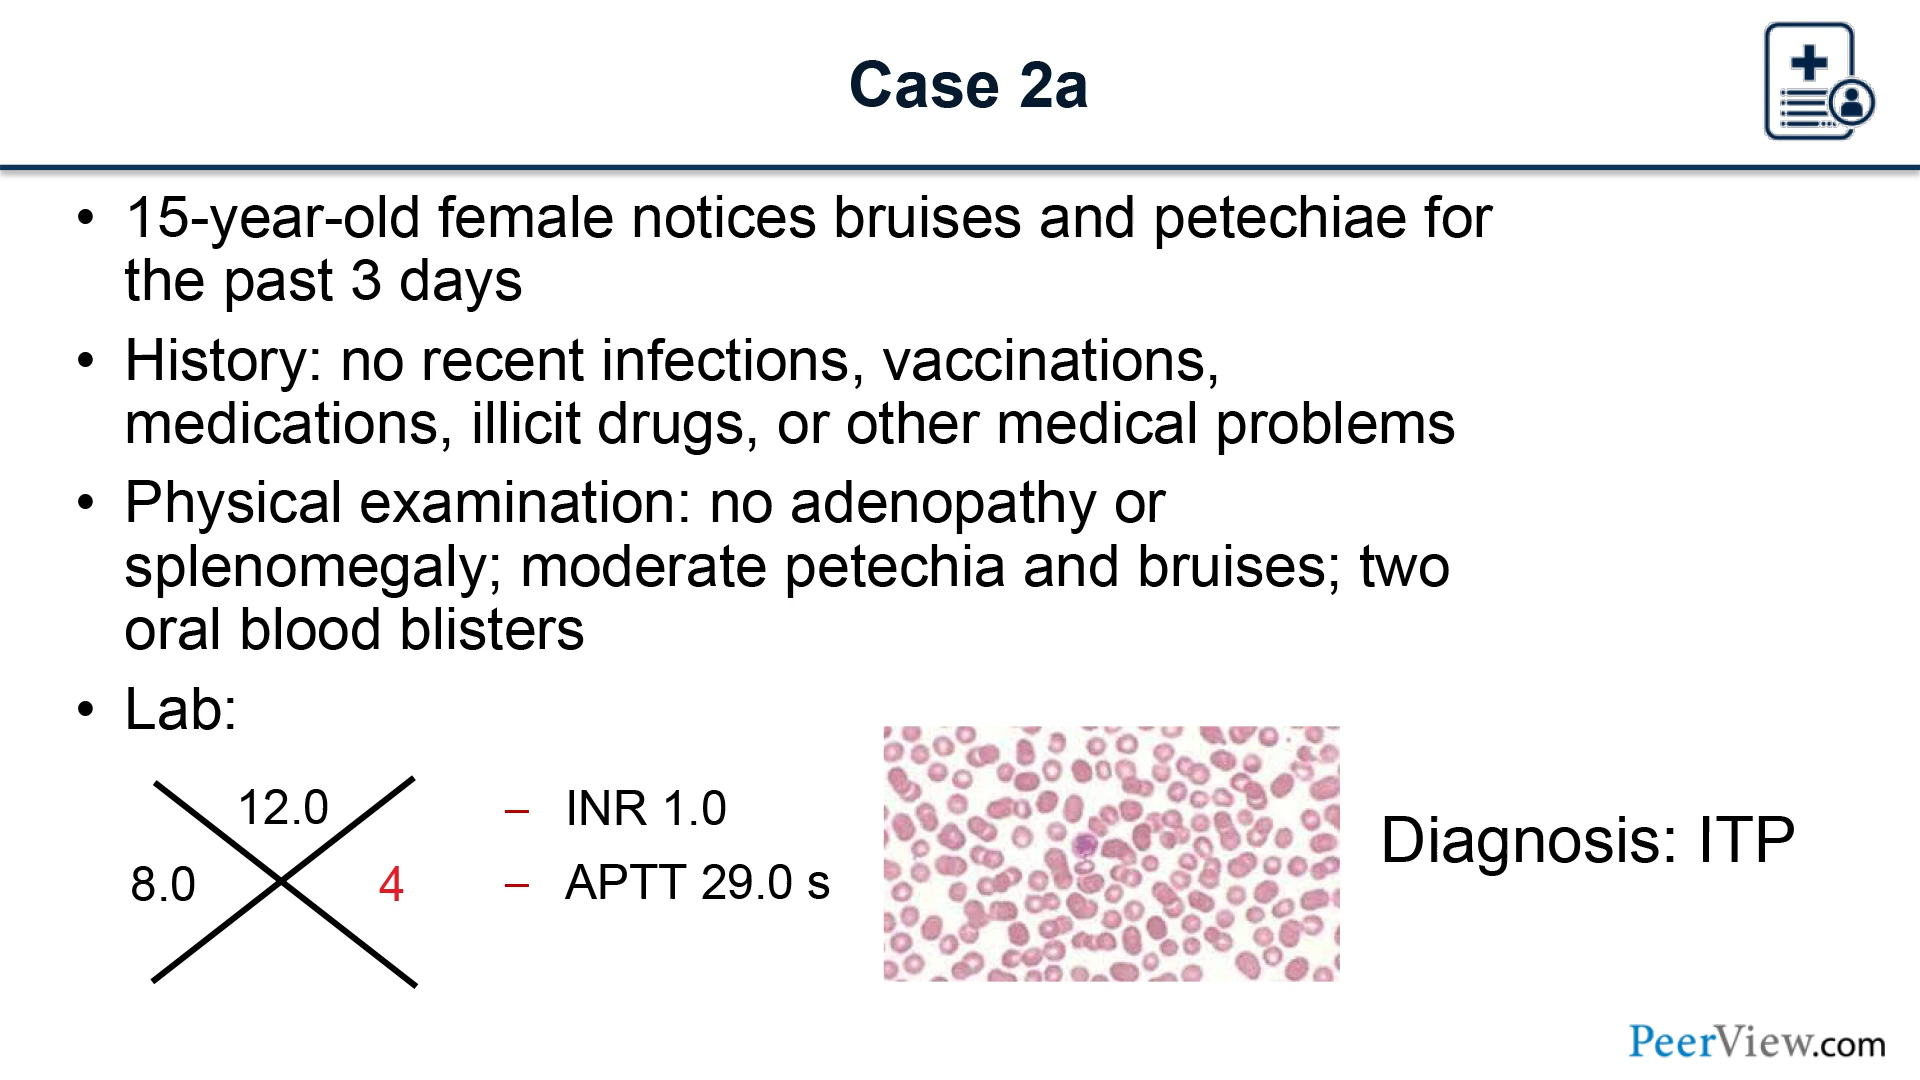 Case 2a
• 15-year-old female notices bruises and petechiae for
the past 3 days
• History: no recent infections, vaccinations,
medications, illicit drugs, or other medical problems
• Physical examination: no adenopathy or
splenomegaly; moderate petechia and bruises; two
oral blood blisters
• Lab:
12.0
8.0
4
– INR 1.0
– APTT 29.0 s
Diagnosis: ITP
PeerView.com